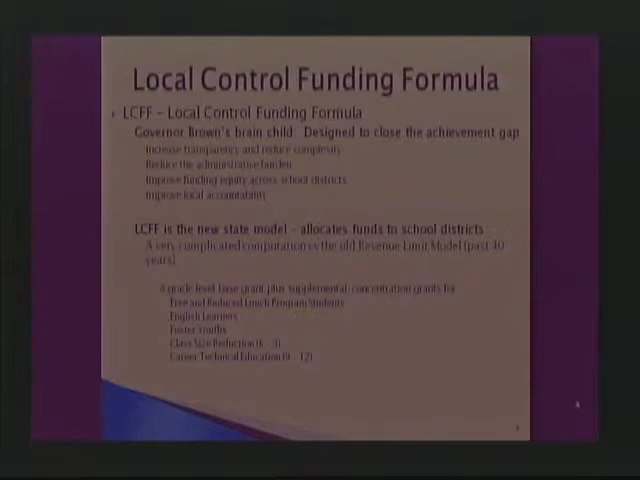 Local Control Funding Formula
LCFF – Local Control Funding Formula
Governor Brown's brain child Designed to close the achievement gap
Increase transparency and reduce complexity
Reduce the administrative burden
Improve funding equity across school districts
Improve local accountability
LCFF is the new state model – allocates funds to school districts
A very complicated computation vs the old Revenue Limit Model (past 40
years)
A grade level base grant plus supplemental concentration grants for
Free and Reduced Lunch Program Students
English Learners
Foster Youths
Class Size Reduction (K – 3)
Career Technical Education (9 – 12)